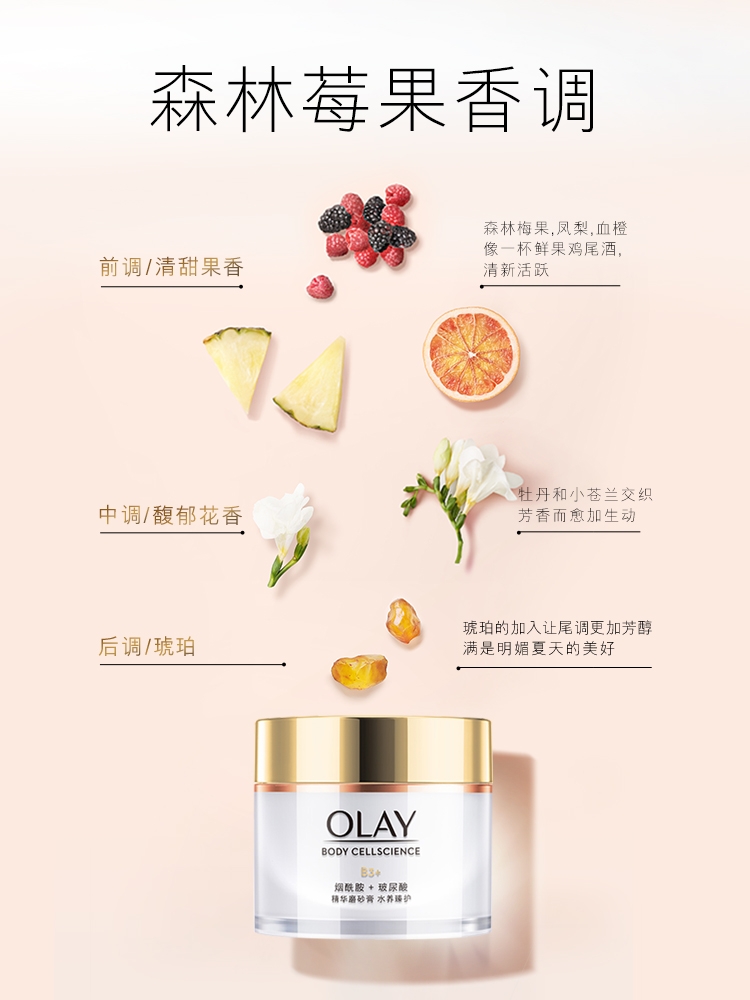 森林莓果香调
前调/清甜果香
森林梅果,凤梨,血橙
像一杯鲜果鸡尾酒,
清新活跃
中调/馥郁花香
牡丹和小苍兰交织
芳香而愈加生动
后调/琥珀
琥珀的加入让尾调更加芳醇
满是明媚夏天的美好
OLAY
BODY CELLSCIENCE
B3+
烟酰胺 + 玻尿酸
精华磨砂膏 水养臻护